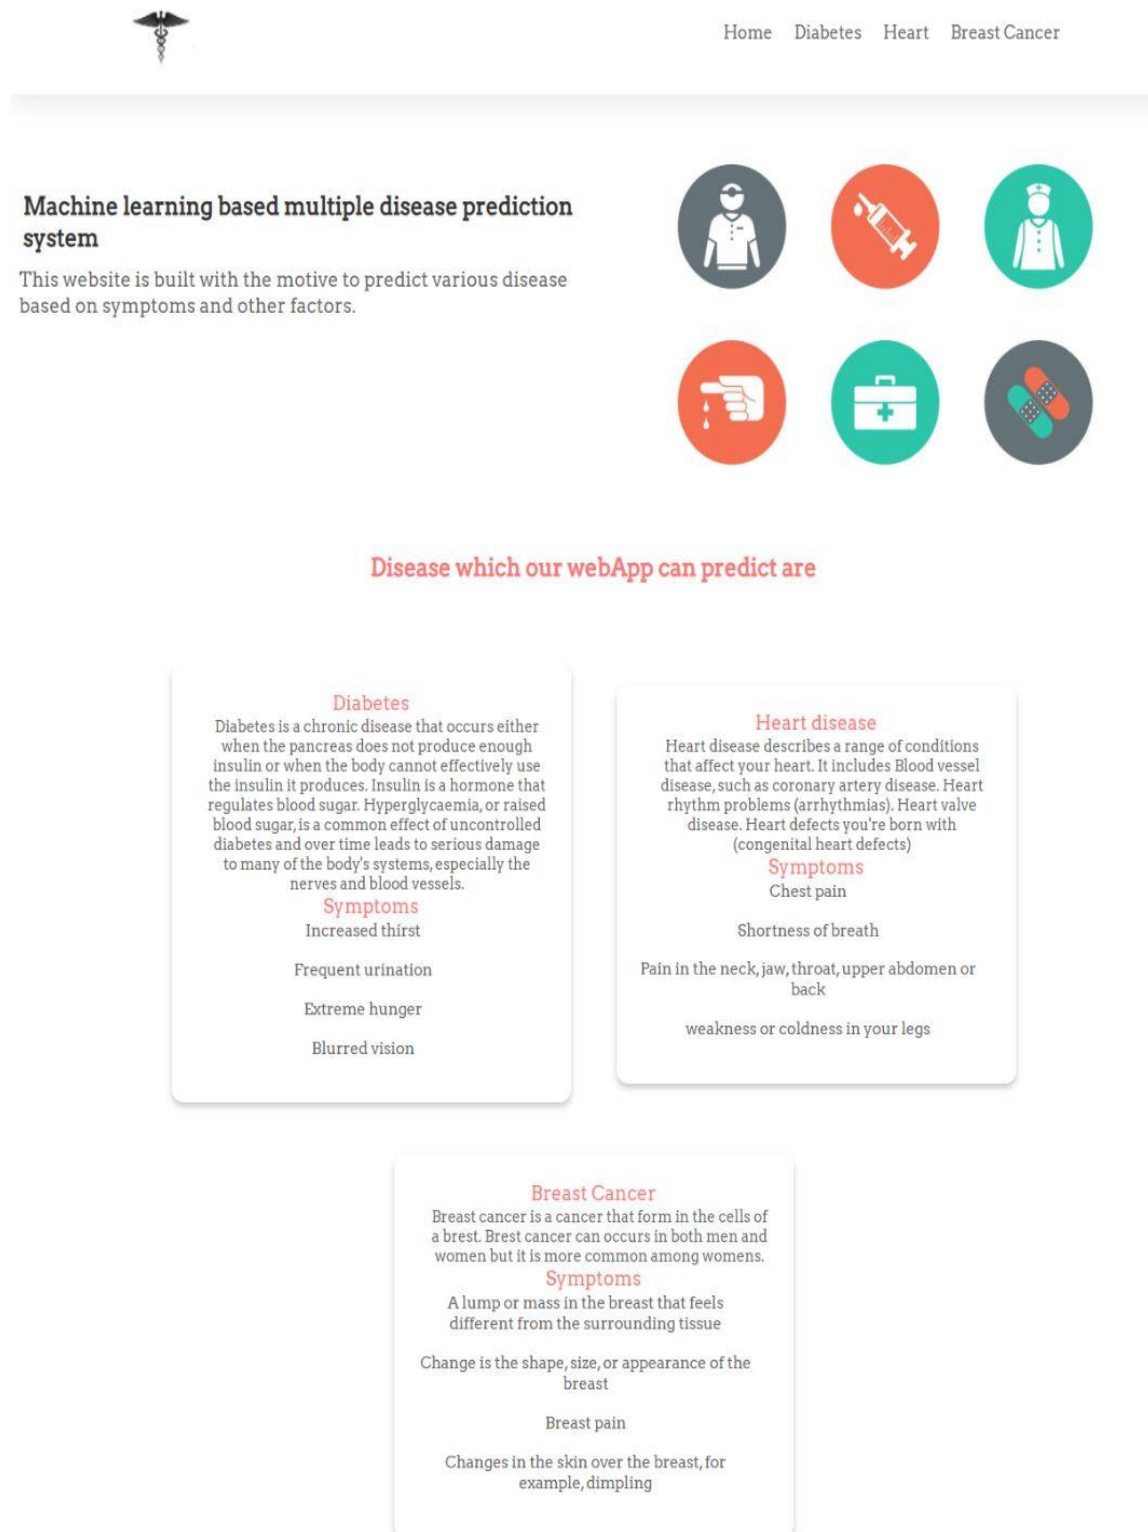 Home Diabetes Heart Breast Cancer
Machine learning based multiple disease prediction
system
This website is built with the motive to predict various disease
based on symptoms and other factors.
Disease which our webApp can predict are
Diabetes
Diabetes is a chronic disease that occurs either
when the pancreas does not produce enough
insulin or when the body cannot effectively use
the insulin it produces. Insulin is a hormone that
regulates blood sugar. Hyperglycaemia, or raised
blood sugar, is a common effect of uncontrolled
diabetes and over time leads to serious damage
to many of the body's systems, especially the
nerves and blood vessels.
Symptoms
Increased thirst
Frequent urination
Extreme hunger
Blurred vision
Heart disease
Heart disease describes a range of conditions
that affect your heart. It includes Blood vessel
disease, such as coronary artery disease. Heart
rhythm problems (arrhythmias). Heart valve
disease. Heart defects you're born with
(congenital heart defects)
Symptoms
Chest pain
Shortness of breath
Pain in the neck, jaw, throat, upper abdomen or
back
weakness or coldness in your legs
Breast Cancer
Breast cancer is a cancer that form in the cells of
a brest. Brest cancer can occurs in both men and
women but it is more common among womens.
Symptoms
A lump or mass in the breast that feels
different from the surrounding tissue
Change is the shape, size, or appearance of the
breast
Breast pain
Changes in the skin over the breast, for
example, dimpling